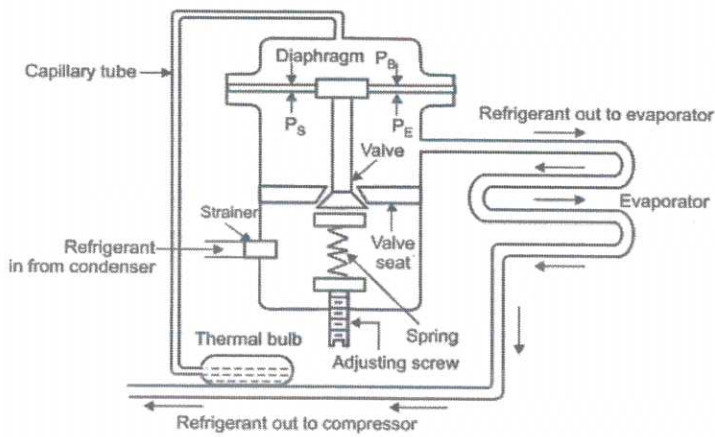 Diaphragm
P_B
Capillary tube
P_S
P_E
Refrigerant out to evaporator
Valve
Strainer
Evaporator
Refrigerant
in from condenser
Valve
seat
Thermal bulb
Spring
Adjusting screw
Refrigerant out to compressor